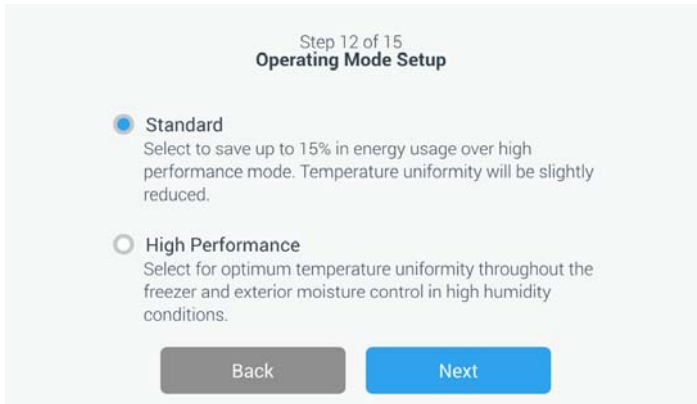 Step 12 of 15
Operating Mode Setup
Standard
Select to save up to 15% in energy usage over high
performance mode. Temperature uniformity will be slightly
reduced.
High Performance
Select for optimum temperature uniformity throughout the
freezer and exterior moisture control in high humidity
conditions.
Back
Next